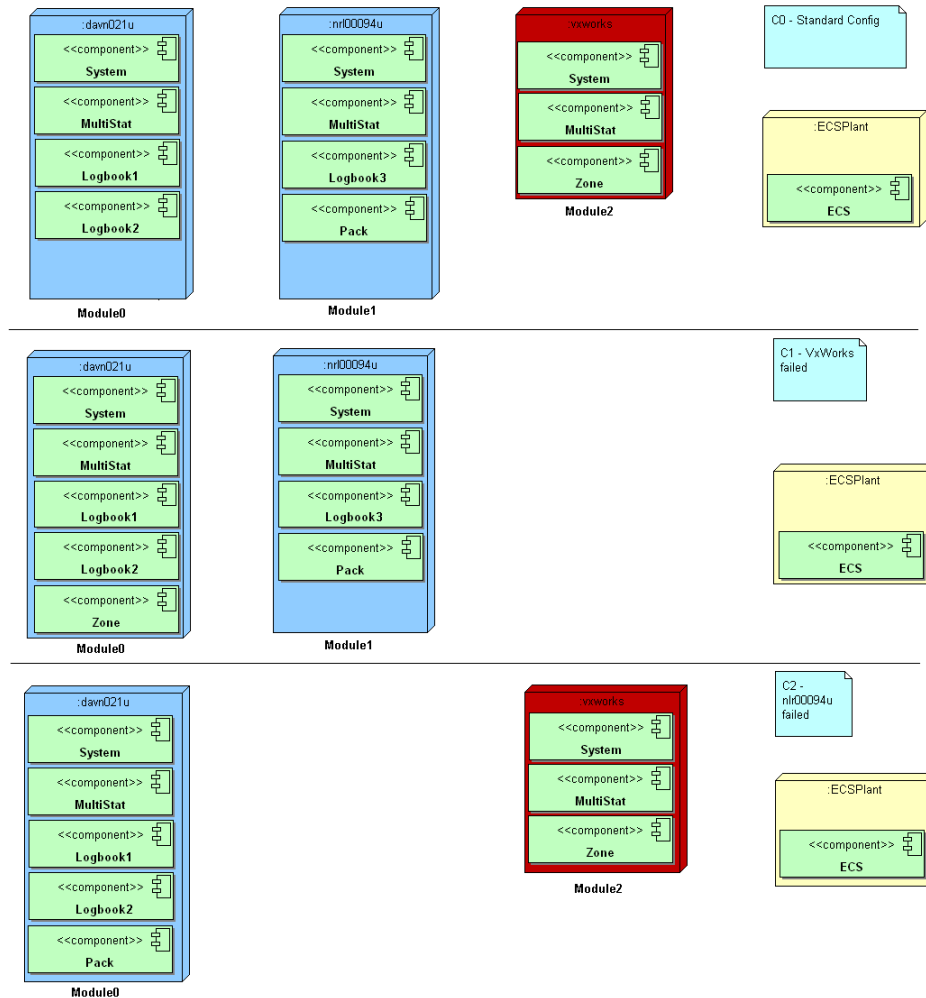 :davn021u
<<component>>
System
<<component>>
MultiStat
<<component>>
Logbook1
<<component>>
Logbook2
Module0
:nrl00094u
<<component>>
System
<<component>>
MultiStat
<<component>>
Logbook3
<<component>>
Pack
Module1
:vxworks
<<component>>
System
<<component>>
MultiStat
<<component>>
Zone
Module2
C0 - Standard Config
:ECSPlant
<<component>>
ECS
:davn021u
<<component>>
System
<<component>>
MultiStat
<<component>>
Logbook1
<<component>>
Logbook2
<<component>>
Zone
Module0
:nrl00094u
<<component>>
System
<<component>>
MultiStat
<<component>>
Logbook3
<<component>>
Pack
Module1
C1 - VxWorks
failed
:ECSPlant
<<component>>
ECS
:davn021u
<<component>>
System
<<component>>
MultiStat
<<component>>
Logbook1
<<component>>
Logbook2
<<component>>
Pack
Module0
:vxworks
<<component>>
System
<<component>>
MultiStat
<<component>>
Zone
Module2
C2 -
nlr00094u
failed
:ECSPlant
<<component>>
ECS